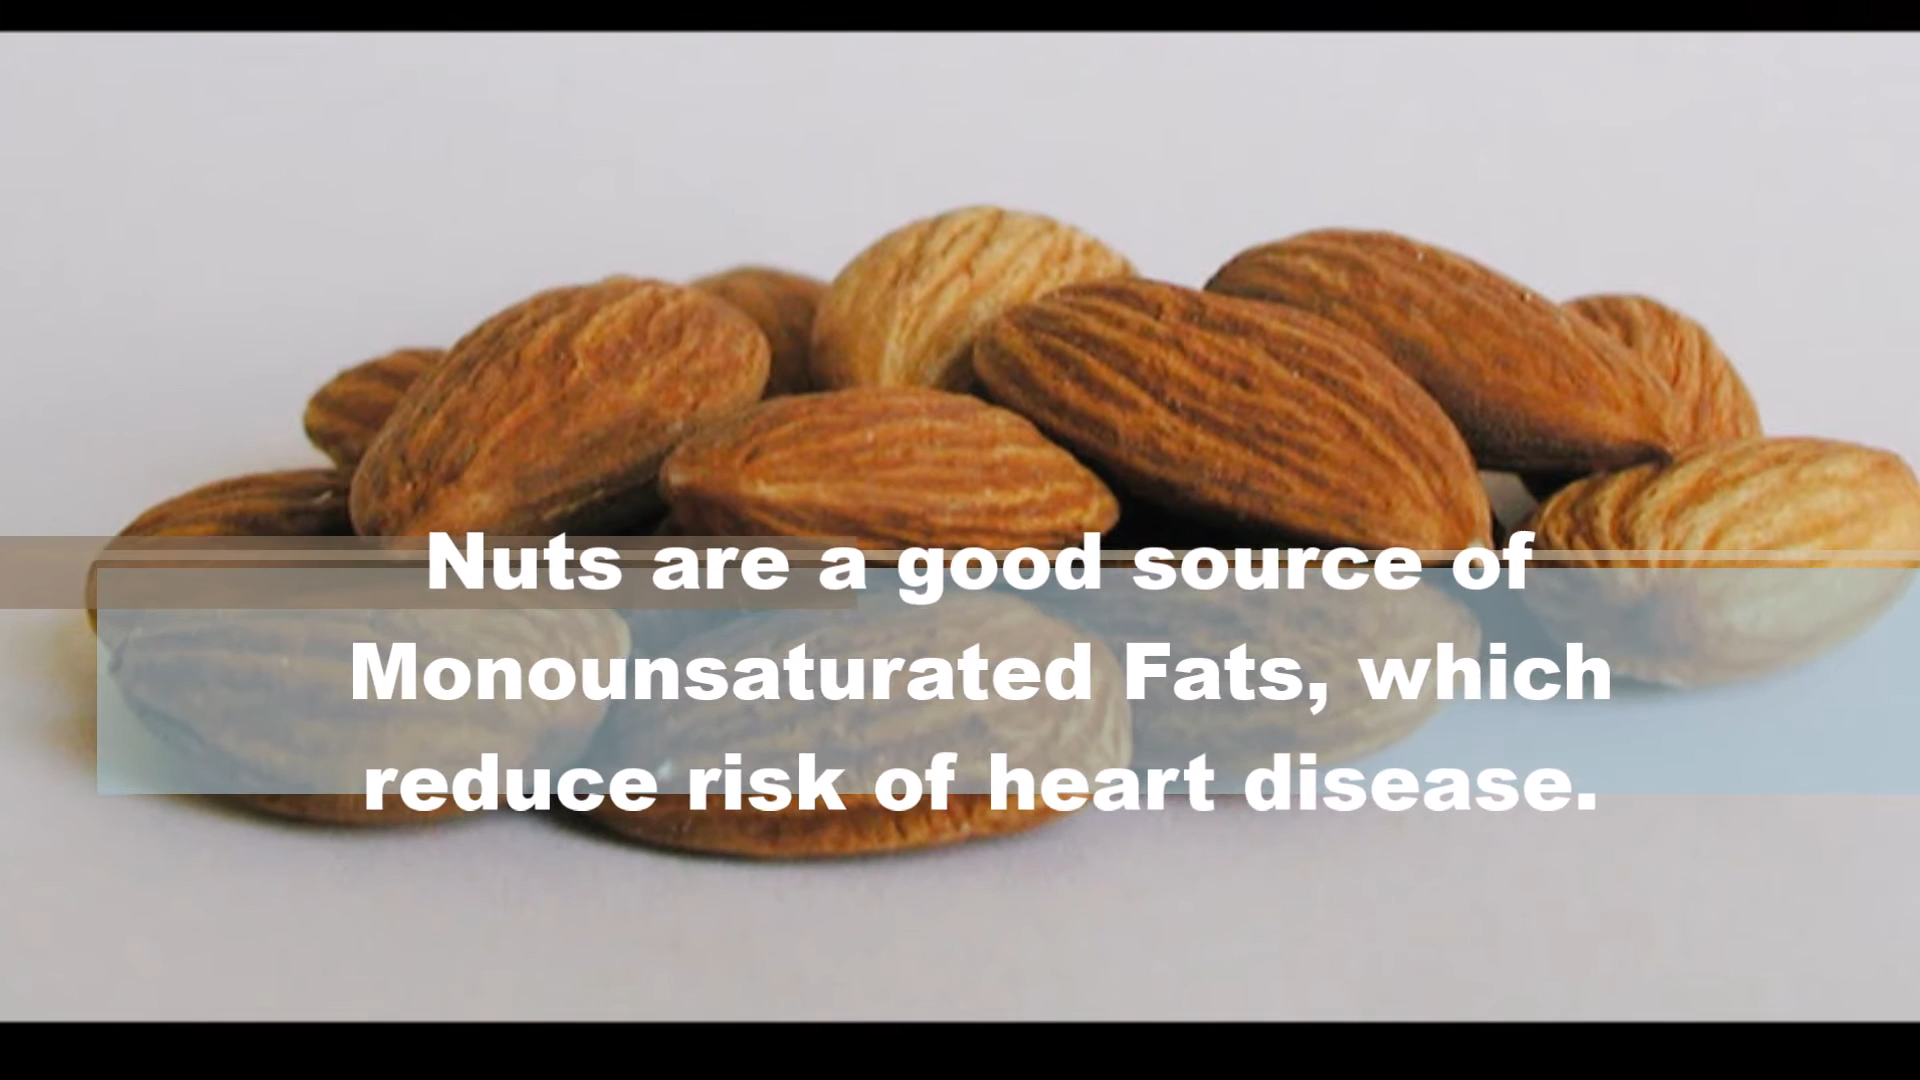 Nuts are a good source of
Monounsaturated Fats, which
reduce risk of heart disease.